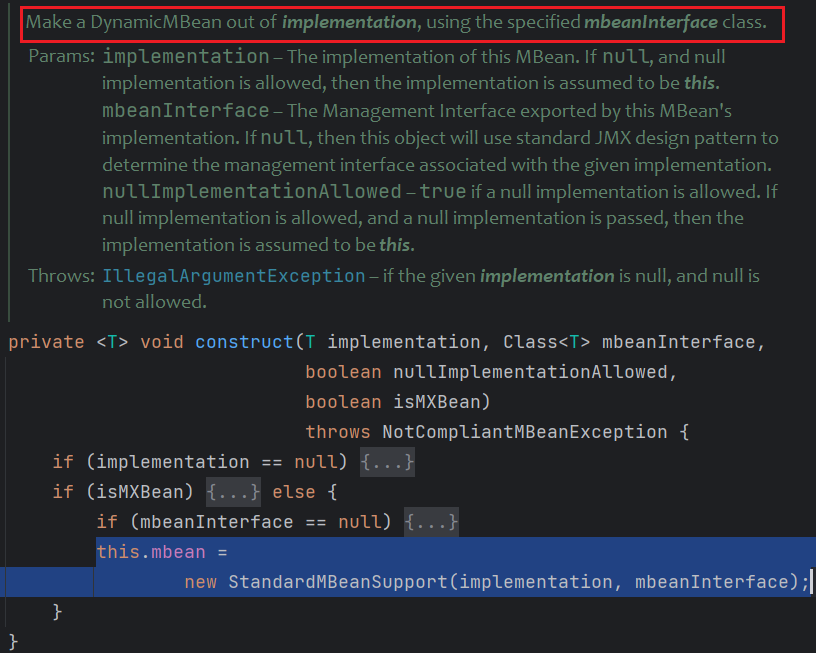 Make a DynamicMBean out of implementation, using the specified mbeanInterface class.
Params: implementation – The implementation of this MBean. If null, and null
implementation is allowed, then the implementation is assumed to be this.
mbeanInterface – The Management Interface exported by this MBean's
implementation. If null, then this object will use standard JMX design pattern to
determine the management interface associated with the given implementation.
nullImplementationAllowed – true if a null implementation is allowed. If
null implementation is allowed, and a null implementation is passed, then the
implementation is assumed to be this.
Throws: IllegalArgumentException – if the given implementation is null, and null is
not allowed.
private <T> void construct(T implementation, Class<T> mbeanInterface,
boolean nullImplementationAllowed,
boolean isMXBean)
throws NotCompliantMBeanException {
if (implementation == null) {...}
if (isMXBean) {...} else {
if (mbeanInterface == null) {...}
this.mbean =
new StandardMBeanSupport(implementation, mbeanInterface);
}
}